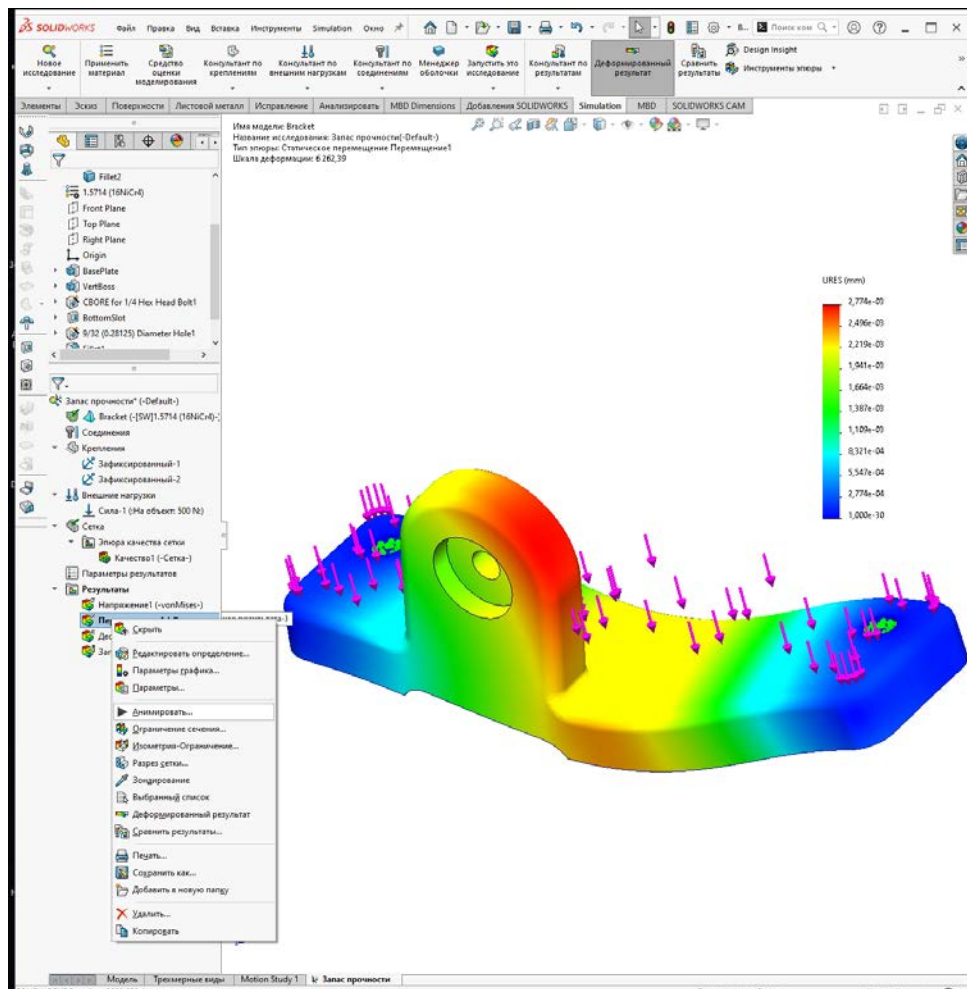 SOLIDWORKS Файл Правка Вид Вставка Инструменты Simulation Окно
Поиск ком
Новое исследование
Применить материал
Средство оценки моделирования
Консультант по креплениям
Консультант по внешним нагрузкам
Консультант по соединениям
Менеджер оболочки
Запустить это исследование
Консультант по результатам
Деформированный результат
Сравнить результаты
Design Insight
Инструменты эпюры
Элементы Эскиз Поверхности Листовой металл Исправление Анализировать MBD Dimensions Добавления SOLIDWORKS Simulation MBD SOLIDWORKS CAM
Имя модели: Bracket
Название исследования: Запас прочности(-Default-)
Тип эпюры: Статическое перемещение Перемещение1
Шкала деформации: 6 262,39
Fillet2
1.5714 (16NiCr4)
Front Plane
Top Plane
Right Plane
Origin
BasePlate
VertBoss
CBORE for 1/4 Hex Head Bolt1
BottomSlot
9/32 (0.28125) Diameter Hole1
Запас прочности* (-Default-)
Bracket (-[SW]1.5714 (16NiCr4)-)
Соединения
Крепления
Зафиксированный-1
Зафиксированный-2
Внешние нагрузки
Сила-1 (:На объект: 500 N:)
Сетка
Эпюра качества сетки
Качество1 (-Сетка-)
Параметры результатов
Результаты
Напряжение1 (-vonMises-)
Скрыть
Редактировать определение...
Параметры графика...
Параметры...
Анимировать...
Ограничение сечения...
Изометрия-Ограничение...
Разрез сетки...
Зондирование
Выбранный список
Деформированный результат
Сравнить результаты...
Печать...
Сохранить как...
Добавить в новую папку
Удалить...
Копировать
URES (mm)
2,774e-03
2,496e-03
2,219e-03
1,941e-03
1,664e-03
1,387e-03
1,109e-03
8,321e-04
5,547e-04
2,774e-04
1,000e-30
Модель Трехмерные виды Motion Study 1 Запас прочности